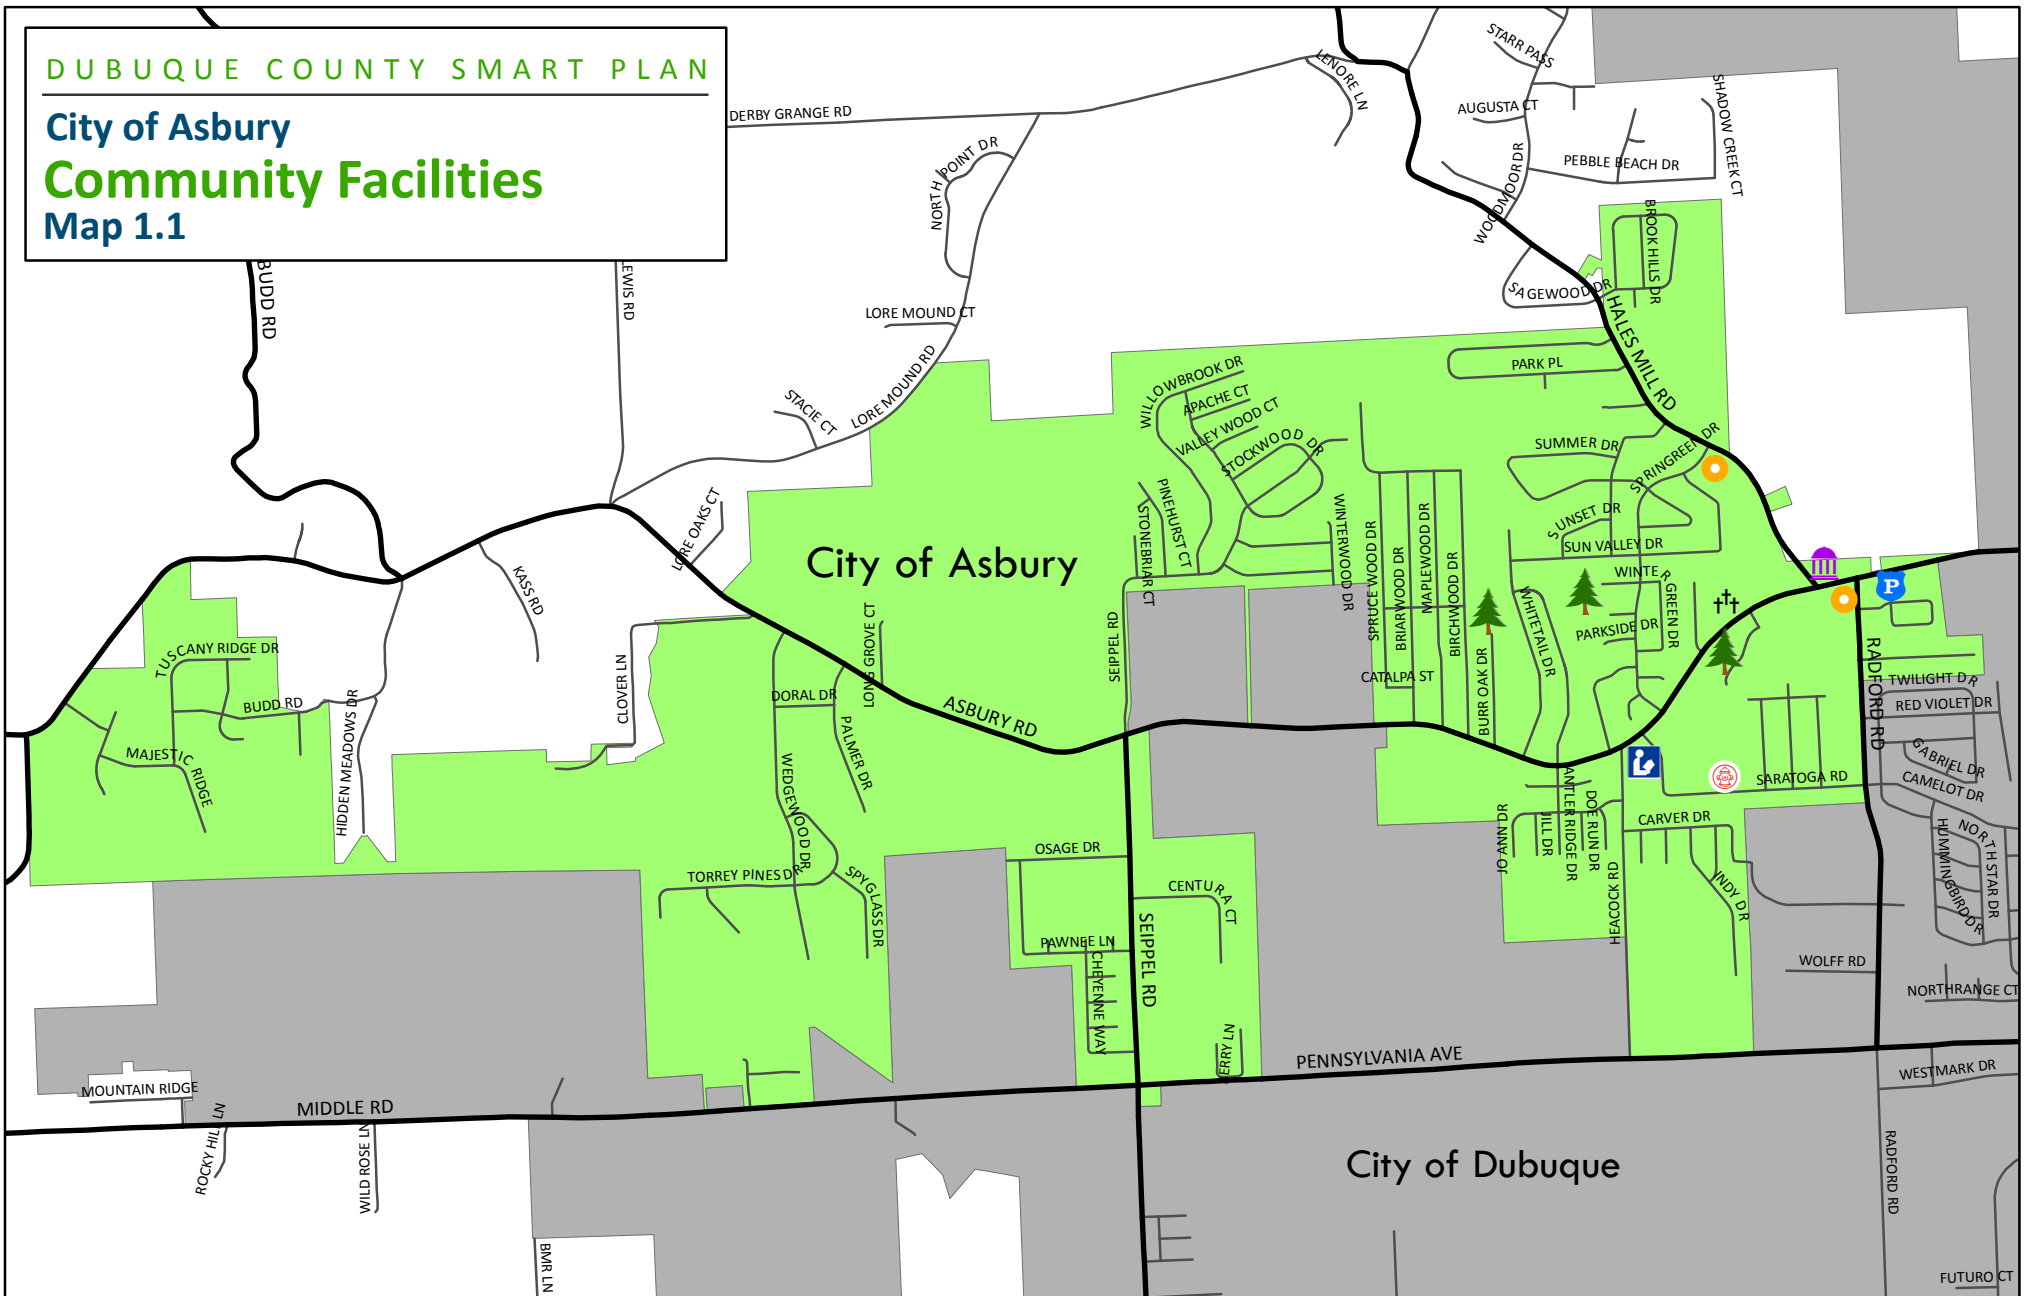 DUBUQUE COUNTY SMART PLAN
City of Asbury
Community Facilities
Map 1.1
STARR PASS
LENORE LN
DERBY GRANGE RD
AUGUSTA CT
SHADOW CREEK CT
NORTH POINT DR
PEBBLE BEACH DR
WOODMOOR DR
BROOK HILLS DR
BUDD RD
LEWIS RD
SAGEWOOD DR
LORE MOUND CT
HALES MILL RD
LORE MOUND RD
STACIE CT
WILLOWBROOK DR
PARK PL
APACHE CT
VALLEY WOOD CT
STOCKWOOD DR
SUMMER DR
SPRINGREEN DR
LORE OAKS CT
PINEHURST CT
STONEBRIAR CT
WINTERWOOD DR
SPRUCE WOOD DR
BRIARWOOD DR
MAPLEWOOD DR
BIRCHWOOD DR
SUNSET DR
SUN VALLEY DR
City of Asbury
KASS RD
WINTERGREEN DR
WHITETAIL DR
PARKSIDE DR
P
LONG GROVE CT
SEIPPEL RD
TUSCANY RIDGE DR
CLOVER LN
DORAL DR
CATALPA ST
BURR OAK DR
RADFORD RD
TWILIGHT DR
RED VIOLET DR
BUDD RD
HIDDEN MEADOWS DR
ASBURY RD
PALMER DR
MAJESTIC RIDGE
WEDGEWOOD DR
GABRIEL DR
SARATOGA RD
CAMELOT DR
ANTLER RIDGE DR
DOE RUN DR
JO ANN DR
JILL DR
CARVER DR
HUMMINGBIRD DR
NORTH STAR DR
OSAGE DR
TORREY PINES DR
SPYGLASS DR
CENTURA CT
HEACOCK RD
INDY DR
PAWNEE LN
CHEYENNE WAY
SEIPPEL RD
WOLFF RD
NORTHRANGE CT
PENNSYLVANIA AVE
WESTMARK DR
MOUNTAIN RIDGE
MIDDLE RD
ROCKY HILL LN
WILD ROSE LN
City of Dubuque
RADFORD RD
BMR LN
FUTURO CT